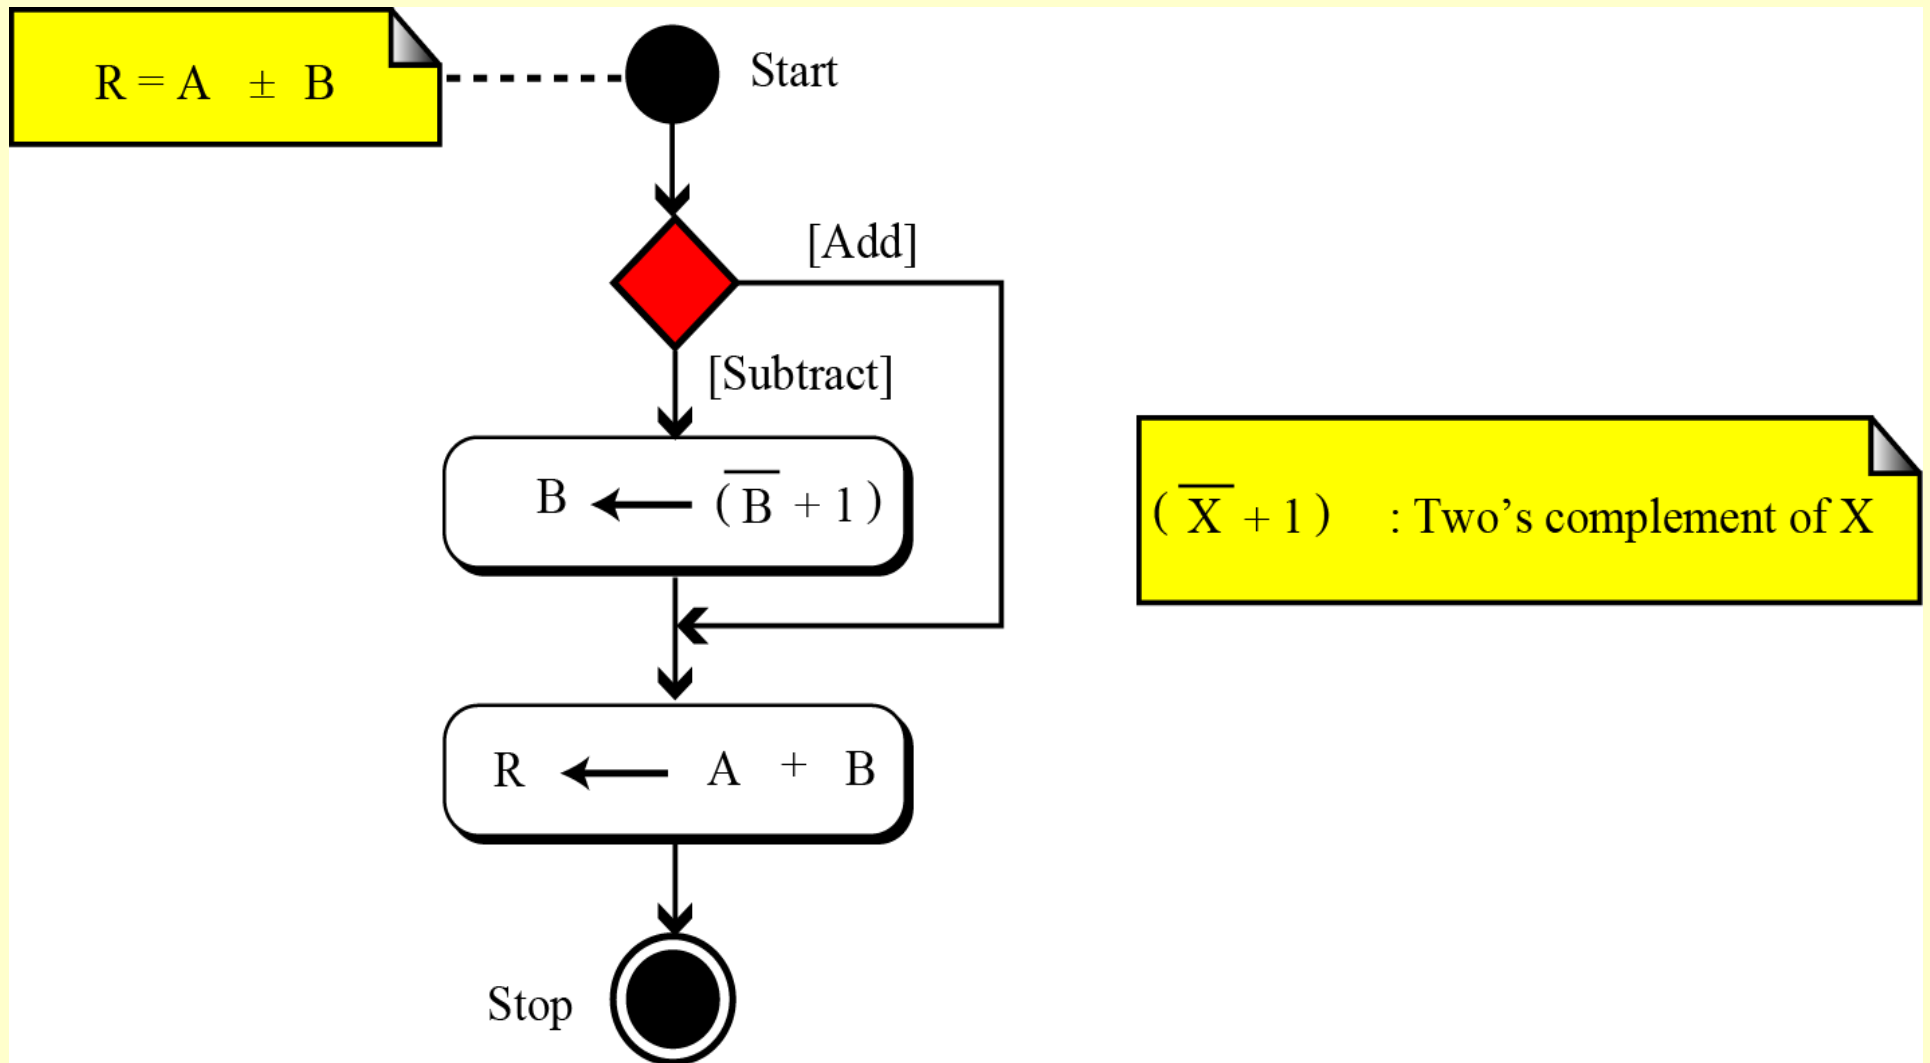 R = A ± B
Start
[Add]
[Subtract]
B ← (B̅ + 1)
(X̅ + 1) : Two’s complement of X
R ← A + B
Stop